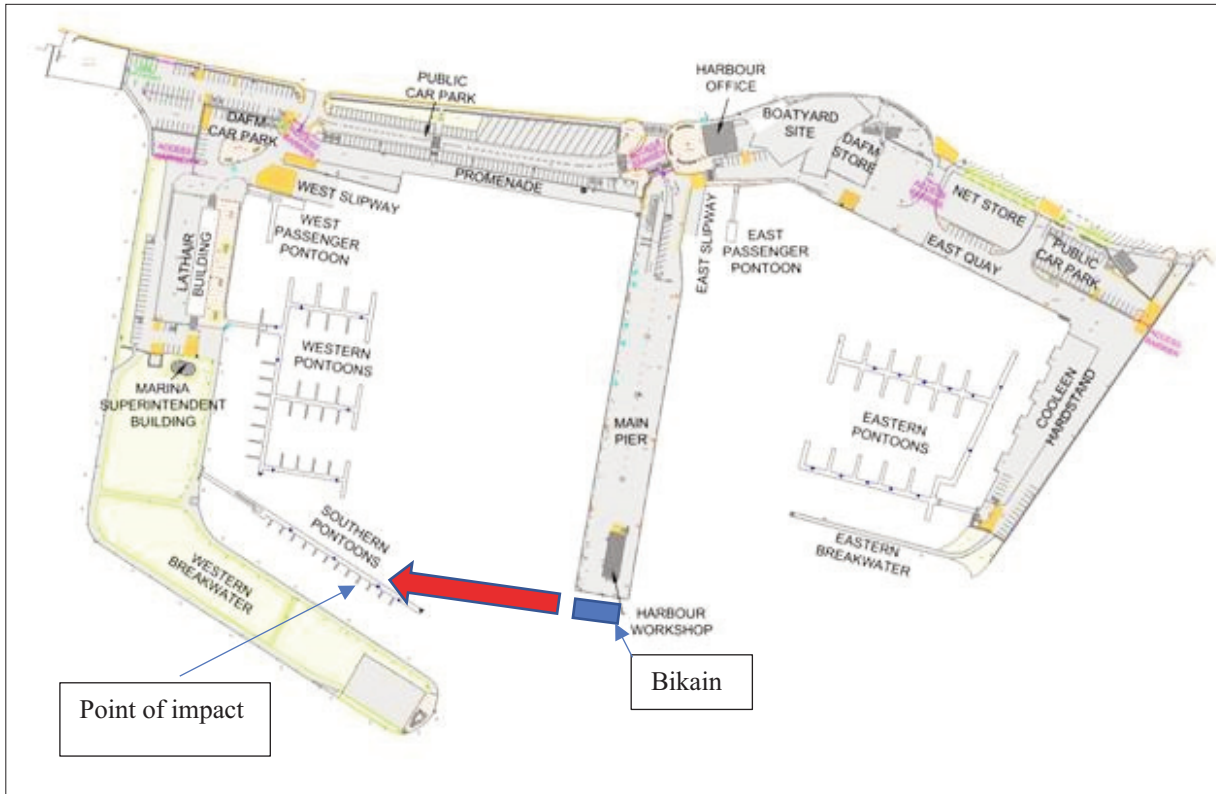 PUBLIC
CAR PARK
HARBOUR
OFFICE
BOATYARD
SITE
DAFM
CAR PARK
DAFM
STORE
NET STORE
PROMENADE
WEST SLIPWAY
WEST
PASSENGER
PONTOON
EAST SLIPWAY
EAST
PASSENGER
PONTOON
EAST QUAY
PUBLIC
CAR PARK
LATHAIR
BUILDING
WESTERN
PONTOONS
MARINA
SUPERINTENDENT
BUILDING
MAIN
PIER
EASTERN
PONTOONS
COOLEEN
HARDSTAND
SOUTHERN
PONTOONS
EASTERN
BREAKWATER
WESTERN
BREAKWATER
HARBOUR
WORKSHOP
Bikain
Point of impact
ACCESS
BARRIER